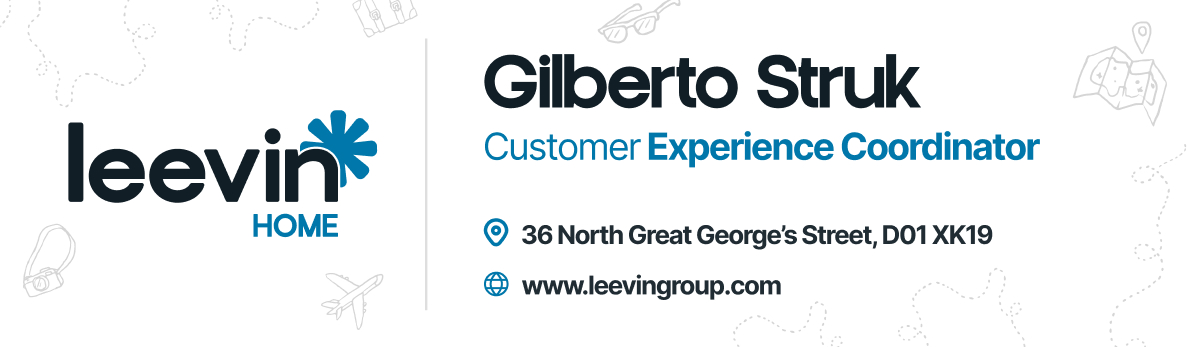 leevin
HOME
Gilberto Struk
Customer Experience Coordinator
36 North Great George's Street, D01 XK19
www.leevingroup.com